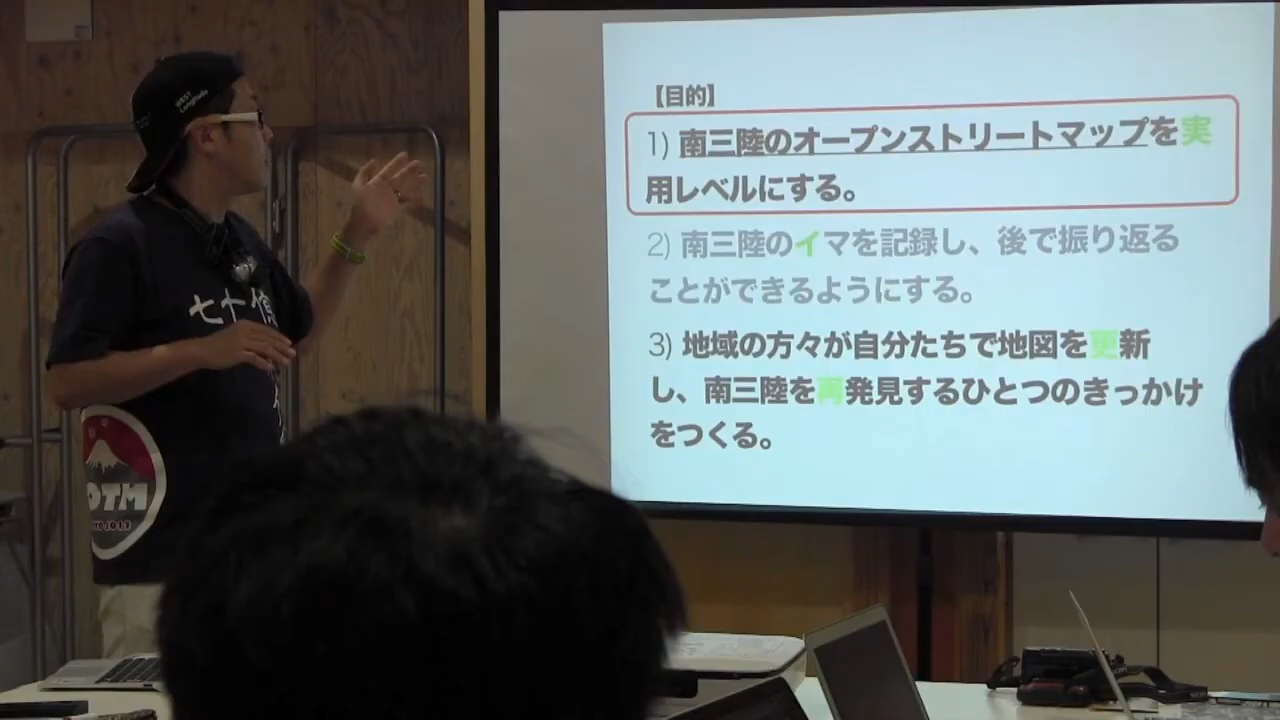 【目的】
1) 南三陸のオープンストリートマップを実
用レベルにする。
2) 南三陸のイマを記録し、後で振り返る
ことができるようにする。
3) 地域の方々が自分たちで地図を更新
し、南三陸を再発見するひとつのきっかけ
をつくる。
WEST
Longitude
七十
OTM